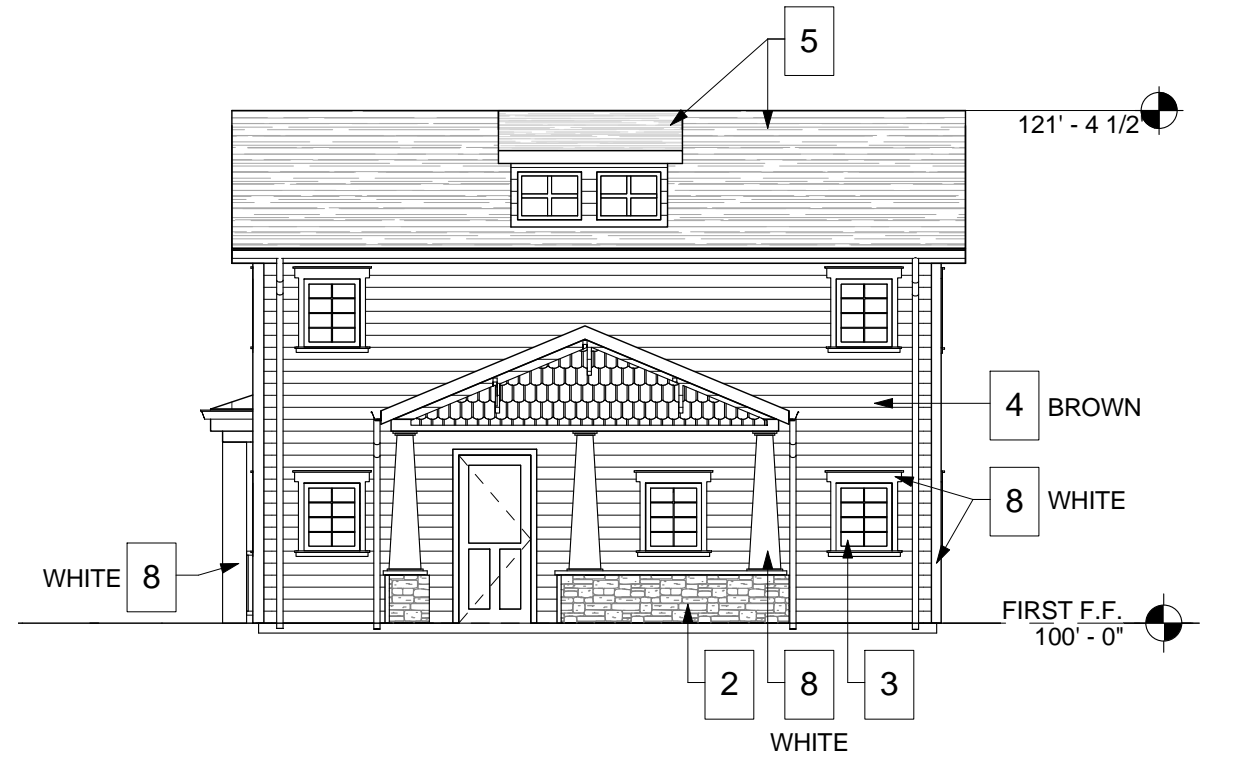 5
121' - 4 1/2"
4 BROWN
8 WHITE
WHITE 8
FIRST F.F.
100' - 0"
2 8 3
WHITE